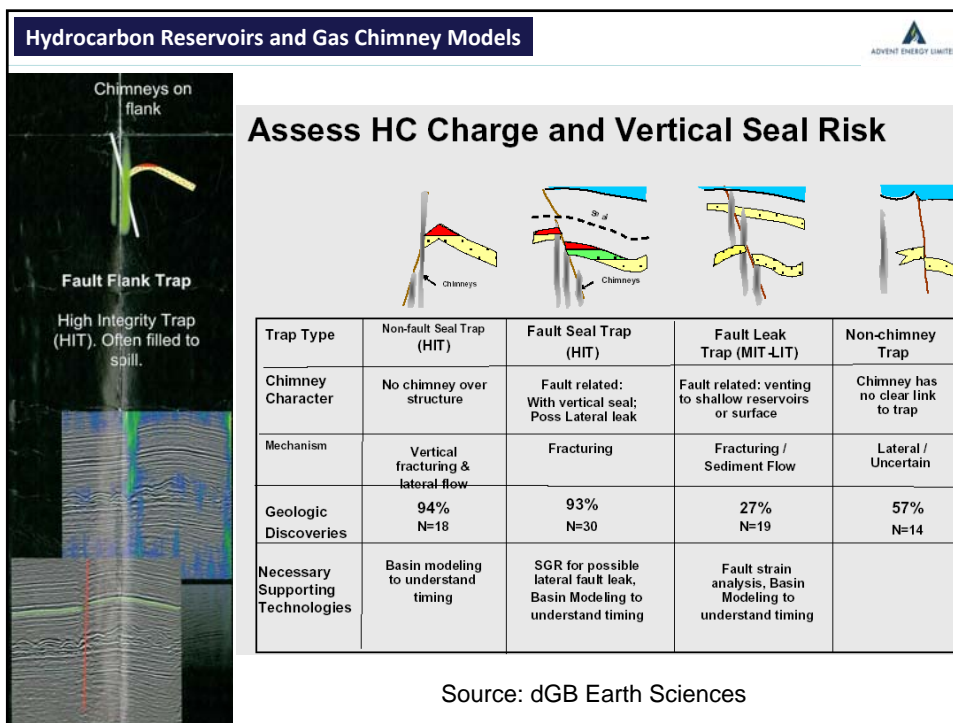 Hydrocarbon Reservoirs and Gas Chimney Models
ADVENT ENERGY LIMITED
Chimneys on
flank
Fault Flank Trap
High Integrity Trap
(HIT). Often filled to
spill.
Assess HC Charge and Vertical Seal Risk
Seal
Chimneys
Chimneys
Trap Type
Non-fault Seal Trap
(HIT)
Fault Seal Trap
(HIT)
Fault Leak
Trap (MIT-LIT)
Non-chimney
Trap
Chimney
Character
No chimney over
structure
Fault related:
With vertical seal;
Poss Lateral leak
Fault related: venting
to shallow reservoirs
or surface
Chimney has
no clear link
to trap
Mechanism
Vertical
fracturing &
lateral flow
Fracturing
Fracturing /
Sediment Flow
Lateral /
Uncertain
Geologic
Discoveries
94%
N=18
93%
N=30
27%
N=19
57%
N=14
Necessary
Supporting
Technologies
Basin modeling
to understand
timing
SGR for possible
lateral fault leak,
Basin Modeling to
understand timing
Fault strain
analysis, Basin
Modeling to
understand timing
Source: dGB Earth Sciences